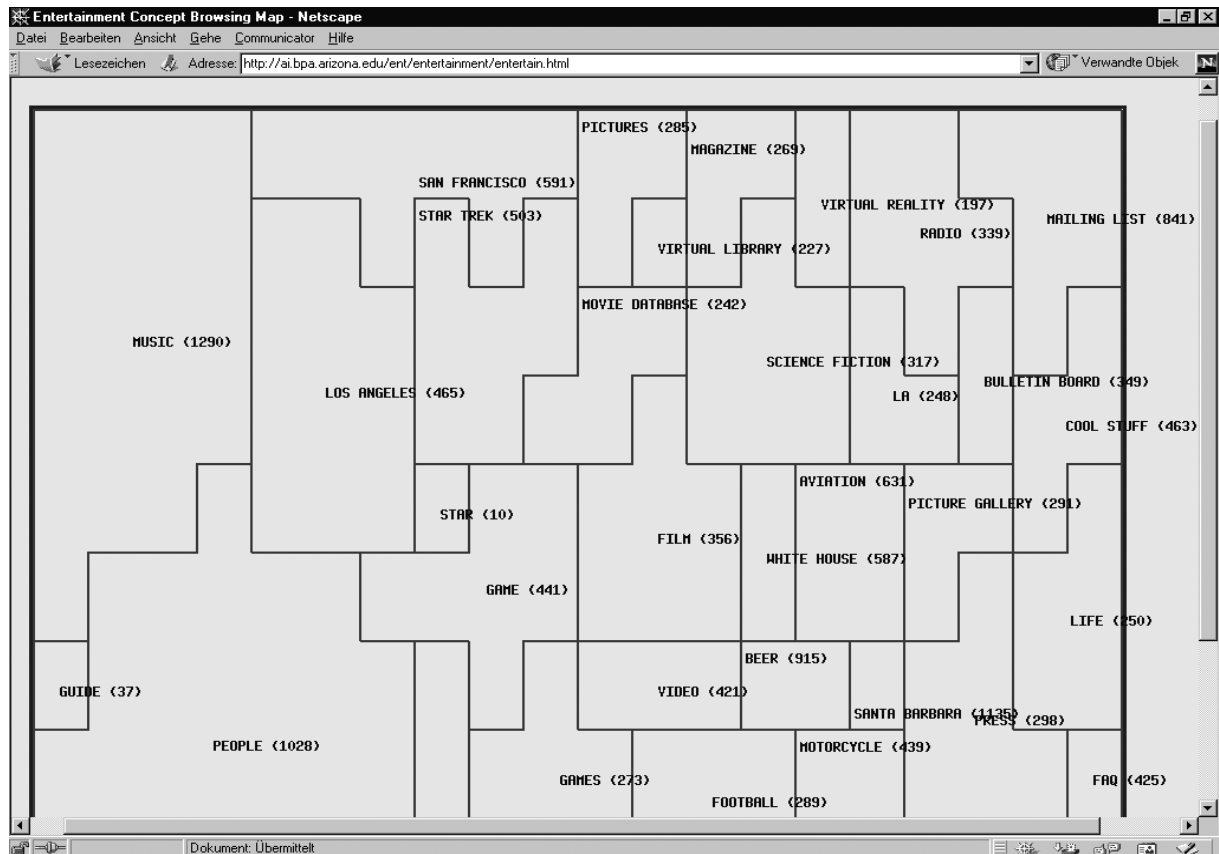 Entertainment Concept Browsing Map - Netscape
Datei Bearbeiten Ansicht Gehe Communicator Hilfe
Lesezeichen Adresse: http://ai.bpa.arizona.edu/ent/entertainment/entertain.html Verwandte Objek N
PICTURES (285)
MAGAZINE (269)
SAN FRANCISCO (591)
VIRTUAL REALITY (197)
STAR TREK (503)
MAILING LIST (841)
RADIO (339)
VIRTUAL LIBRARY (227)
MOVIE DATABASE (242)
MUSIC (1290)
SCIENCE FICTION (317)
BULLETIN BOARD (349)
LOS ANGELES (465)
LA (248)
COOL STUFF (463)
AVIATION (631)
PICTURE GALLERY (291)
STAR (10)
FILM (356)
WHITE HOUSE (587)
GAME (441)
LIFE (250)
BEER (915)
GUIDE (37)
VIDEO (421)
SANTA BARBARA (1135)
PRESS (298)
PEOPLE (1028)
MOTORCYCLE (439)
GAMES (273)
FAQ (425)
FOOTBALL (289)
Dokument: Übermittelt